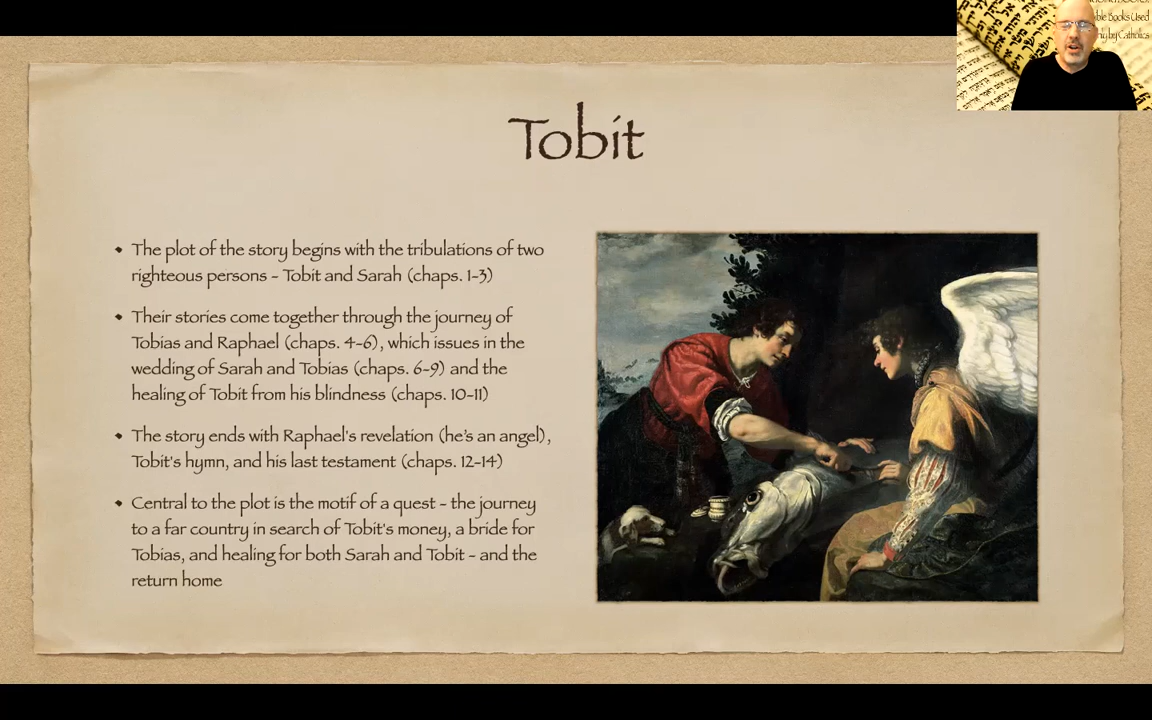 ble Books Used
by Catholics
Tobit
The plot of the story begins with the tribulations of two
righteous persons - Tobit and Sarah (chaps. 1-3)
Their stories come together through the journey of
Tobias and Raphael (chaps. 4-6), which issues in the
wedding of Sarah and Tobias (chaps. 6-9) and the
healing of Tobit from his blindness (chaps. 10-11)
The story ends with Raphael's revelation (he's an angel),
Tobit's hymn, and his last testament (chaps. 12-14)
Central to the plot is the motif of a quest - the journey
to a far country in search of Tobit's money, a bride for
Tobias, and healing for both Sarah and Tobit - and the
return home